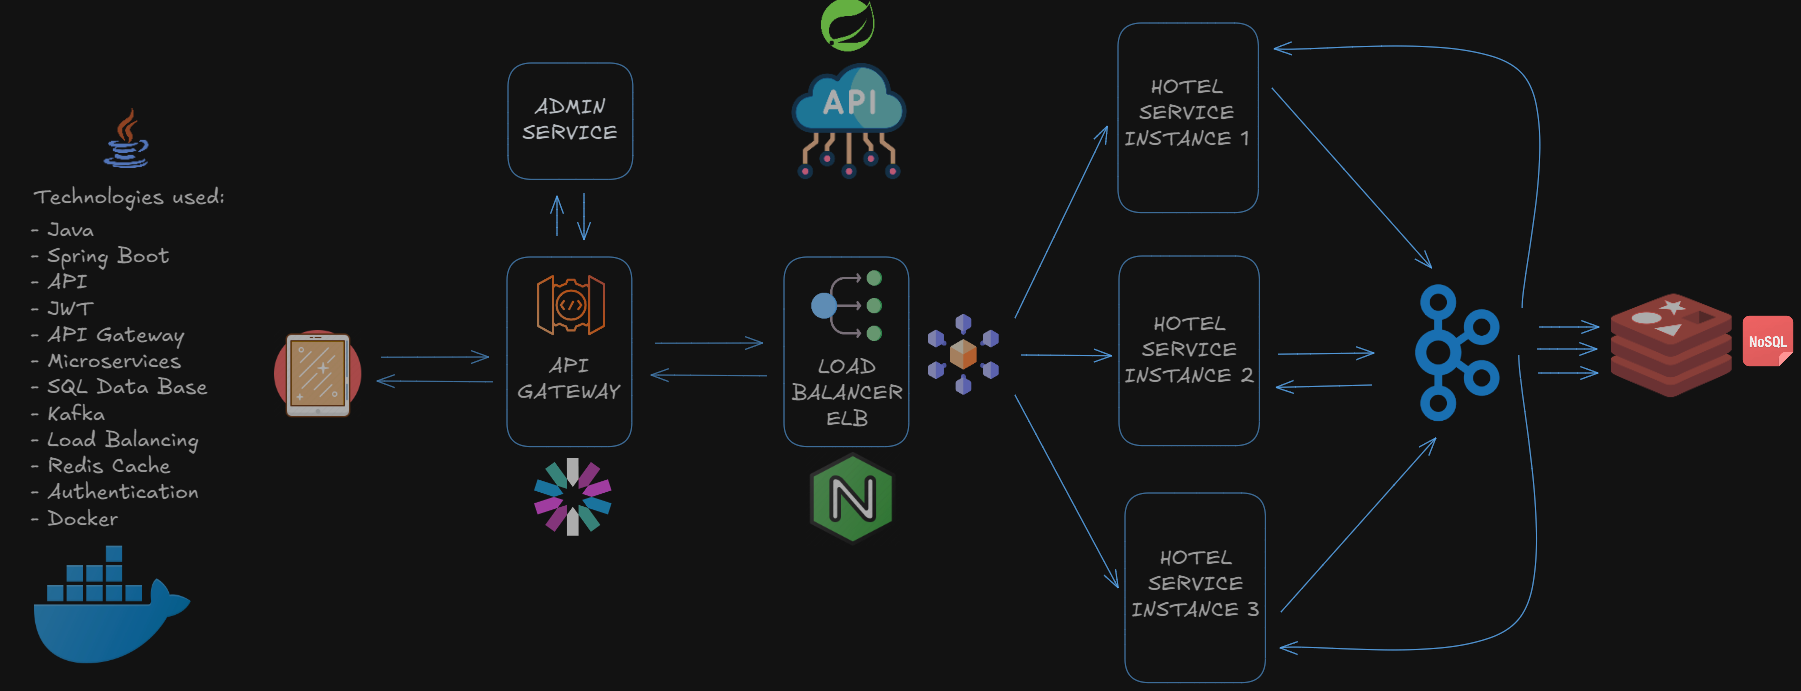 Technologies used:
- Java
- Spring Boot
- API
- JWT
- API Gateway
- Microservices
- SQL Data Base
- Kafka
- Load Balancing
- Redis Cache
- Authentication
- Docker
ADMIN
SERVICE
API
GATEWAY
API
LOAD
BALANCER
ELB
N
HOTEL
SERVICE
INSTANCE 1
HOTEL
SERVICE
INSTANCE 2
HOTEL
SERVICE
INSTANCE 3
NoSQL